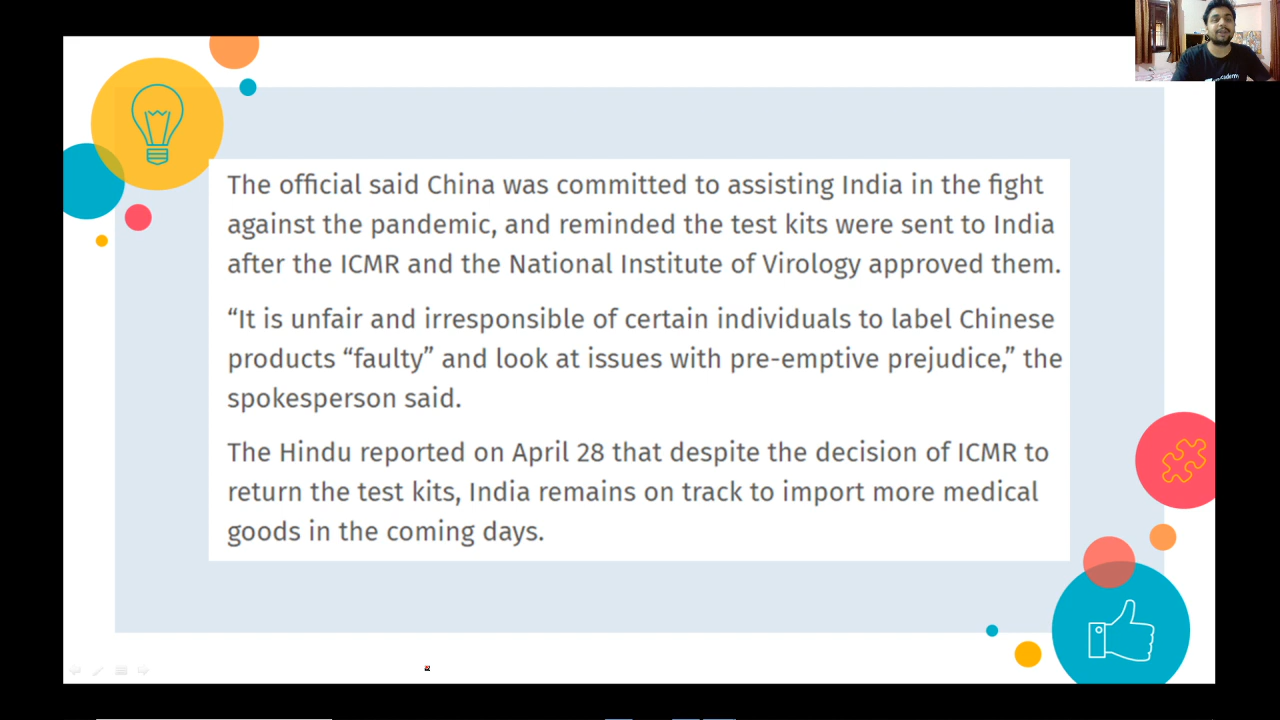 The official said China was committed to assisting India in the fight
against the pandemic, and reminded the test kits were sent to India
after the ICMR and the National Institute of Virology approved them.
“It is unfair and irresponsible of certain individuals to label Chinese
products “faulty” and look at issues with pre-emptive prejudice,” the
spokesperson said.
The Hindu reported on April 28 that despite the decision of ICMR to
return the test kits, India remains on track to import more medical
goods in the coming days.